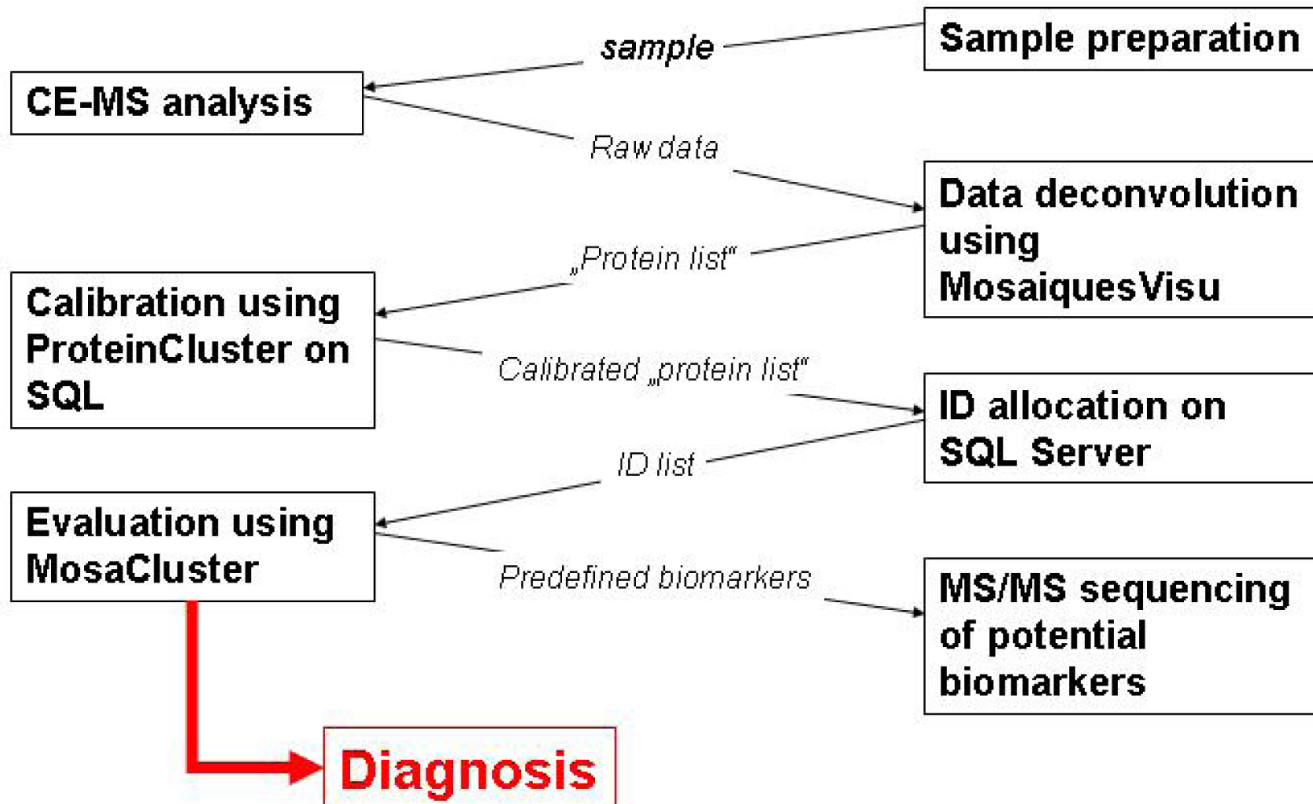 Sample preparation
sample
CE-MS analysis
Raw data
Data deconvolution
using
MosaiquesVisu
„Protein list“
Calibration using
ProteinCluster on
SQL
Calibrated „protein list“
ID allocation on
SQL Server
ID list
Evaluation using
MosaCluster
Predefined biomarkers
MS/MS sequencing
of potential
biomarkers
Diagnosis